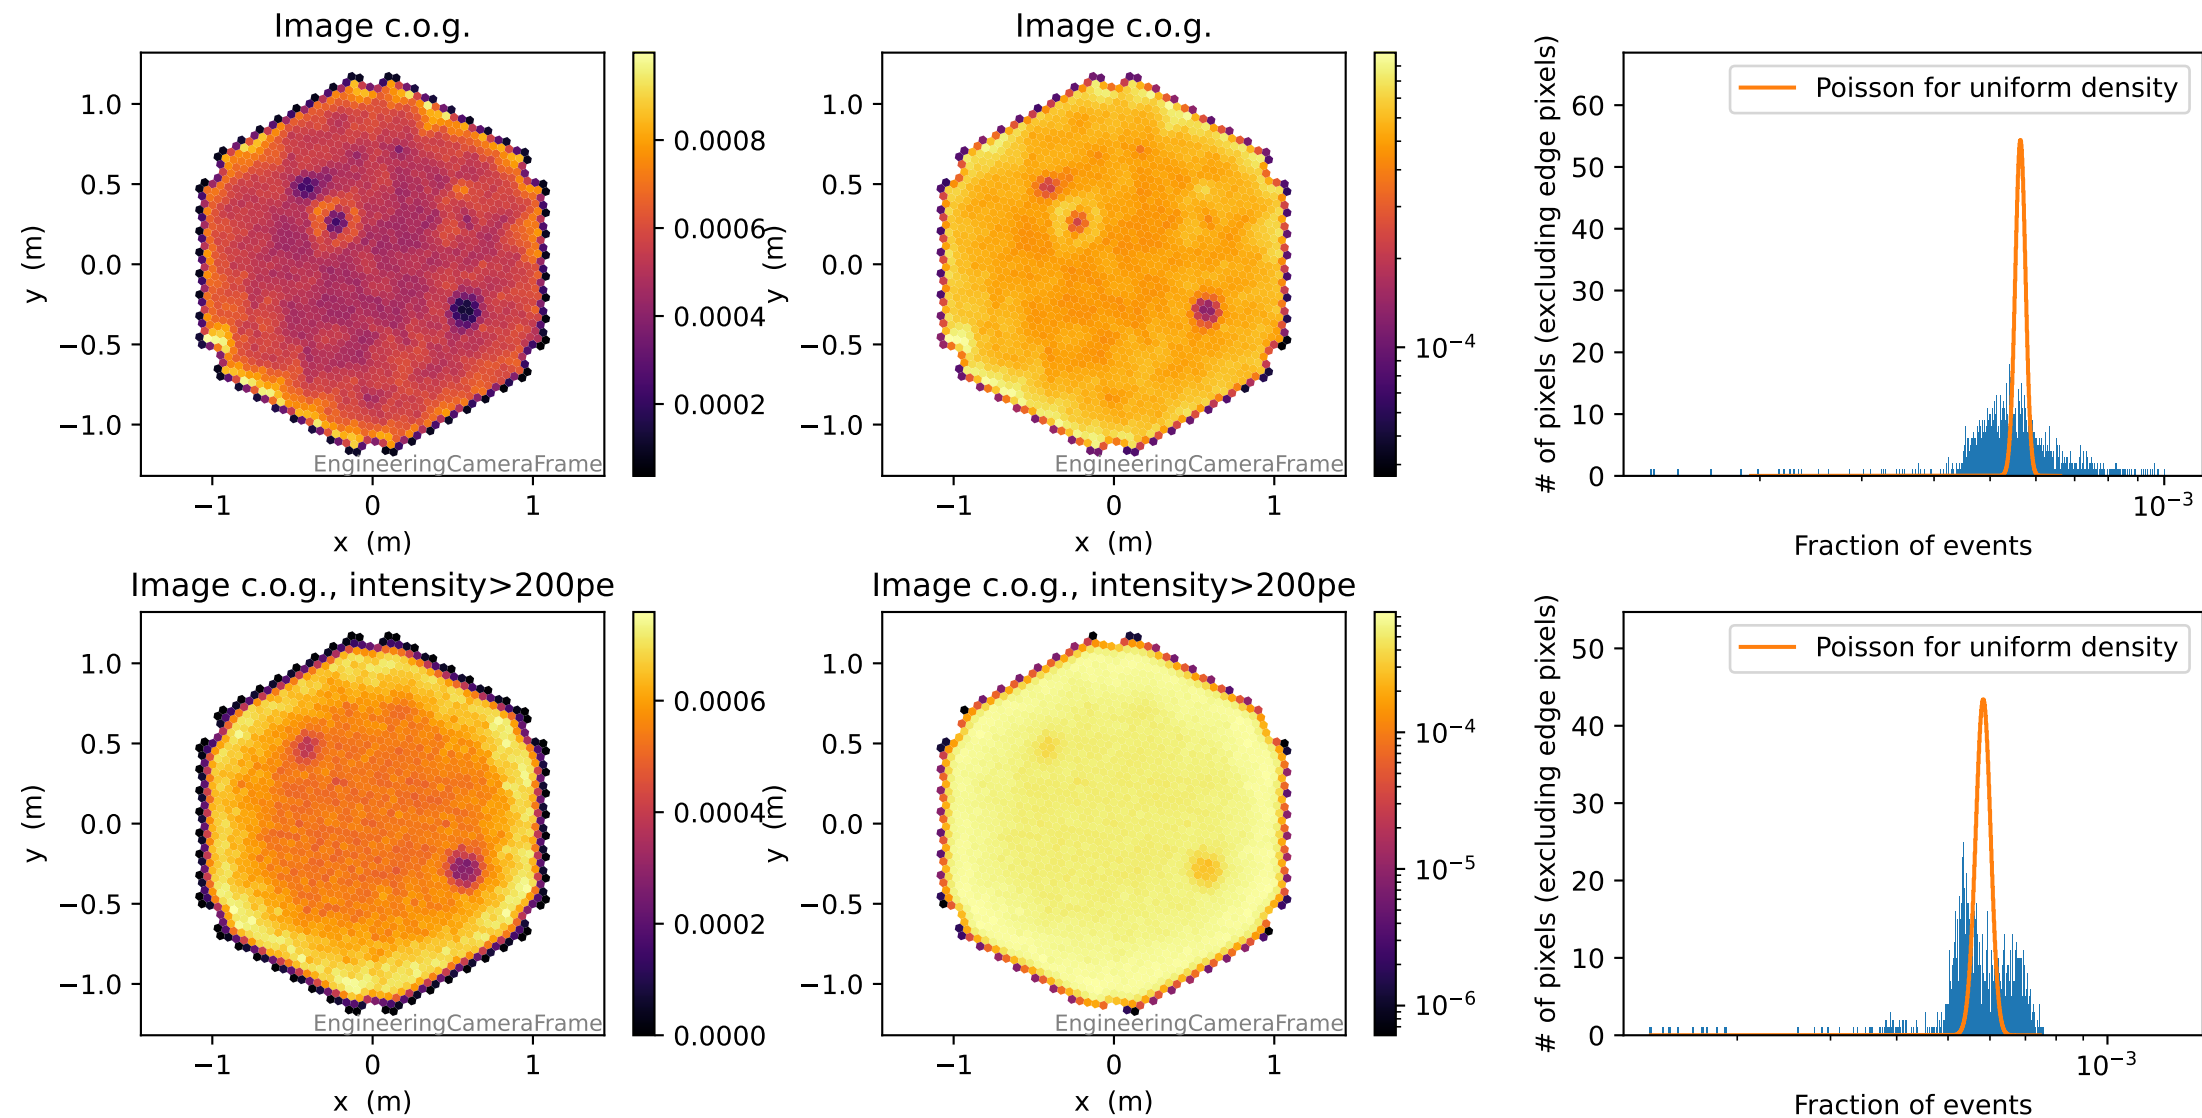 Image c.o.g.
Image c.o.g.
1.0
0.5
0.0
−0.5
−1.0
y (m)
−1
0
1
x (m)
EngineeringCameraFrame
0.0008
0.0006
0.0004
0.0002
1.0
0.5
0.0
−0.5
−1.0
y (m)
−1
0
1
x (m)
EngineeringCameraFrame
10−4
# of pixels (excluding edge pixels)
60
50
40
30
20
10
0
Poisson for uniform density
10−3
Fraction of events
Image c.o.g., intensity>200pe
Image c.o.g., intensity>200pe
1.0
0.5
0.0
−0.5
−1.0
y (m)
−1
0
1
x (m)
EngineeringCameraFrame
0.0006
0.0004
0.0002
0.0000
1.0
0.5
0.0
−0.5
−1.0
y (m)
−1
0
1
x (m)
EngineeringCameraFrame
10−4
10−5
10−6
# of pixels (excluding edge pixels)
50
40
30
20
10
0
Poisson for uniform density
10−3
Fraction of events